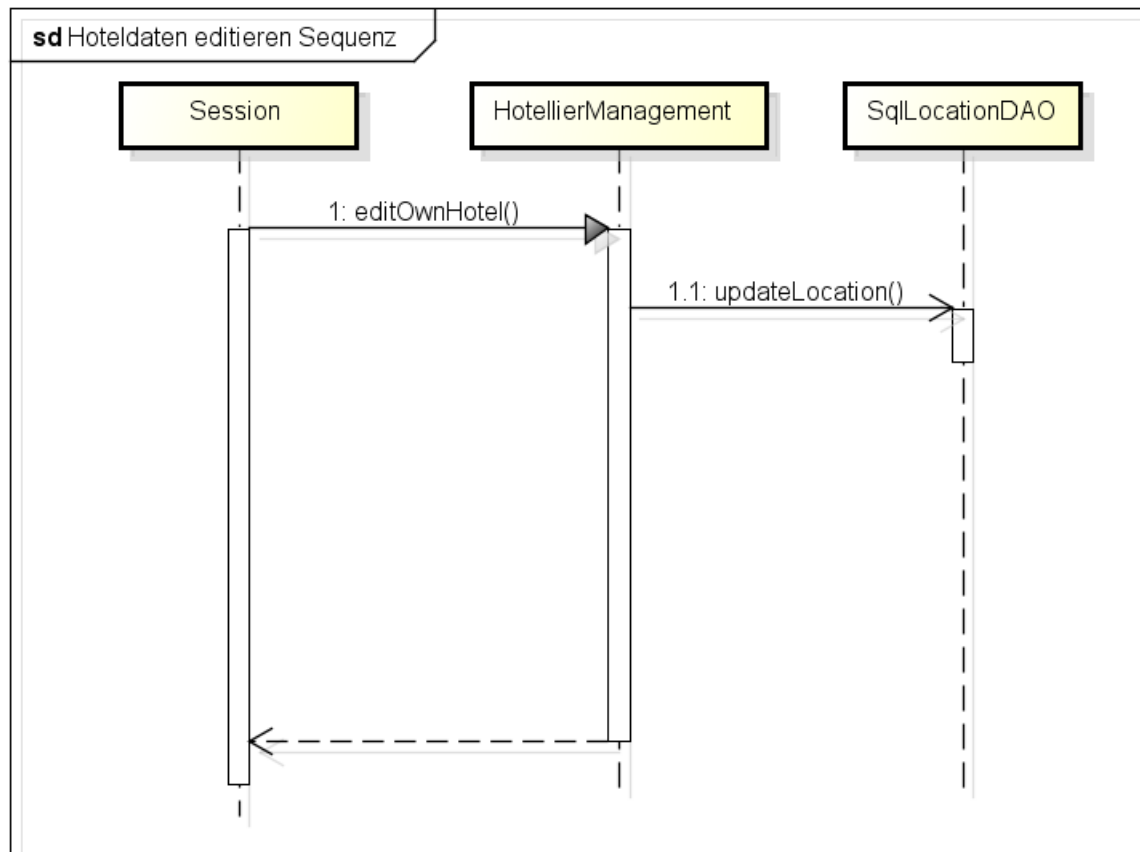 sd Hoteldaten editieren Sequenz
Session
HotellierManagement
SqlLocationDAO
1: editOwnHotel()
1.1: updateLocation()